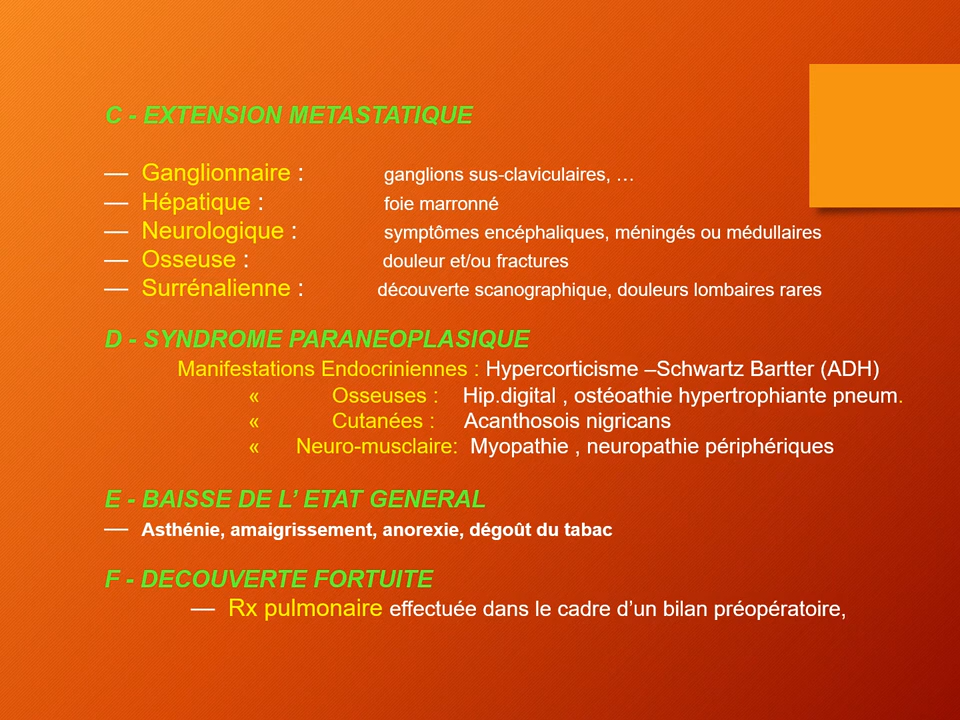 C - EXTENSION METASTATIQUE
— Ganglionnaire : ganglions sus-claviculaires, …
— Hépatique : foie marronné
— Neurologique : symptômes encéphaliques, méningés ou médullaires
— Osseuse : douleur et/ou fractures
— Surrénalienne : découverte scanographique, douleurs lombaires rares
D - SYNDROME PARANEOPLASIQUE
Manifestations Endocriniennes : Hypercorticisme –Schwartz Bartter (ADH)
« Osseuses : Hip.digital , ostéoathie hypertrophiante pneum.
« Cutanées : Acanthosois nigricans
« Neuro-musclaire: Myopathie , neuropathie périphériques
E - BAISSE DE L’ ETAT GENERAL
— Asthénie, amaigrissement, anorexie, dégoût du tabac
F - DECOUVERTE FORTUITE
— Rx pulmonaire effectuée dans le cadre d’un bilan préopératoire,